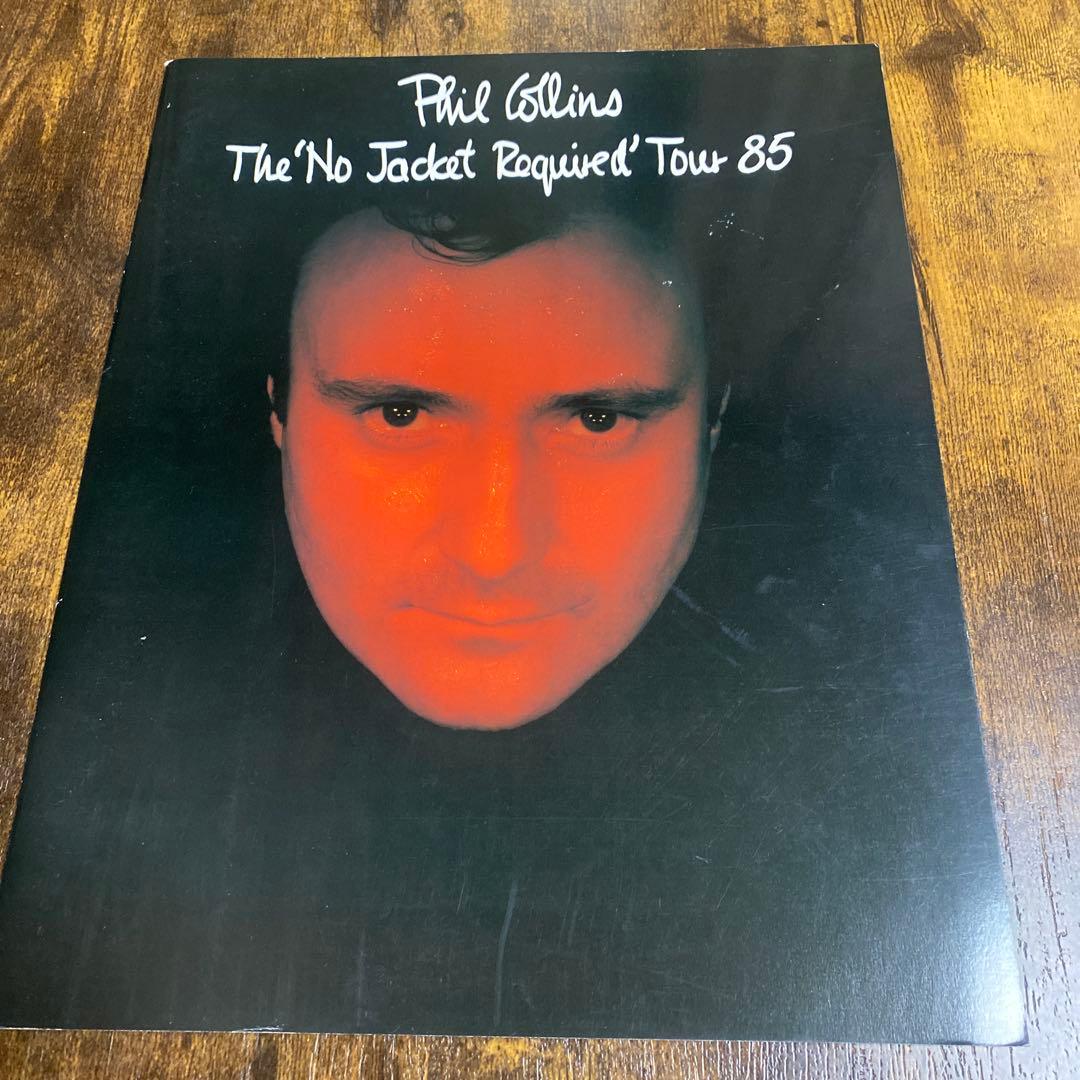 Phil Collins
The 'No Jacket Required' Tour 85